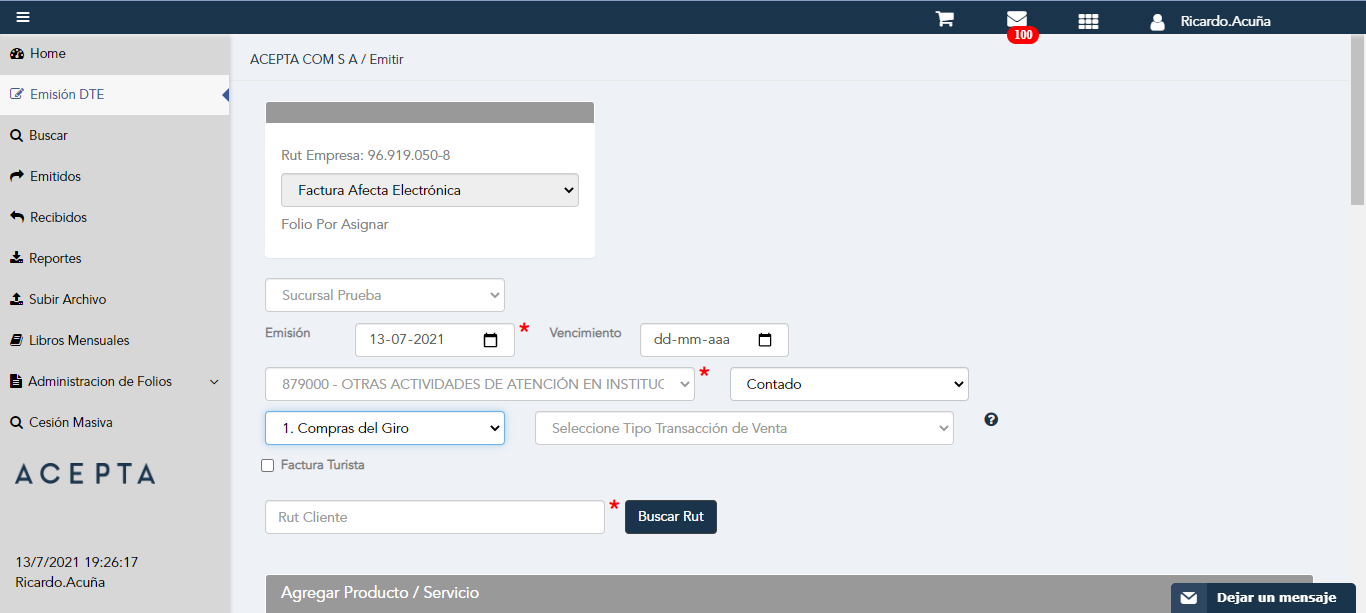 100
Ricardo.Acuña
Home
Emisión DTE
Buscar
Emitidos
Recibidos
Reportes
Subir Archivo
Libros Mensuales
Administracion de Folios
Cesión Masiva
ACEPTA
13/7/2021 19:26:17
Ricardo.Acuña
ACEPTA COM S A / Emitir
Rut Empresa: 96.919.050-8
Factura Afecta Electrónica
Folio Por Asignar
Sucursal Prueba
Emisión 13-07-2021 * Vencimiento dd-mm-aaa
879000 - OTRAS ACTIVIDADES DE ATENCIÓN EN INSTITUC * Contado
1. Compras del Giro Seleccione Tipo Transacción de Venta ?
Factura Turista
Rut Cliente * Buscar Rut
Agregar Producto / Servicio
Dejar un mensaje